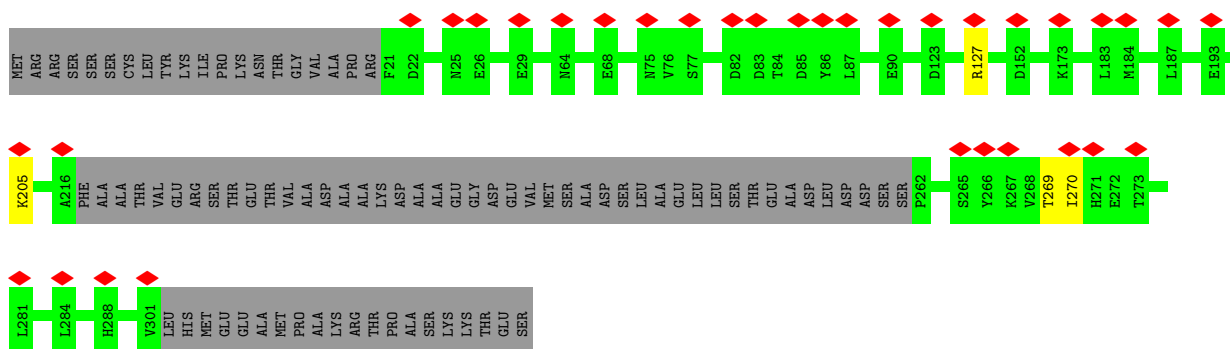 MET ARG ARG SER SER SER CYS LEU TYR LYS ILE PRO LYS ASN THR GLY VAL ALA PRO ARG F21 D22 N25 E26 E29 N64 E68 N75 V76 S77 D82 D83 T84 D85 Y86 L87 E90 D123 R127 D152 K173 L183 M184 L187 E193
K205 A216 PHE ALA ALA THR VAL GLU ARG SER THR GLU THR VAL ALA ASP ALA ALA LYS ASP ALA ALA GLU GLY ASP GLU VAL MET SER ALA ASP SER LEU ALA GLU LEU LEU SER THR GLU ALA ASP LEU ASP ASP SER SER P262 S265 Y266 K267 V268 T269 I270 H271 E272 T273
L281 L284 H288 V301 LEU HIS MET GLU GLU ALA MET PRO ALA LYS ARG THR PRO ALA SER LYS LYS THR GLU SER